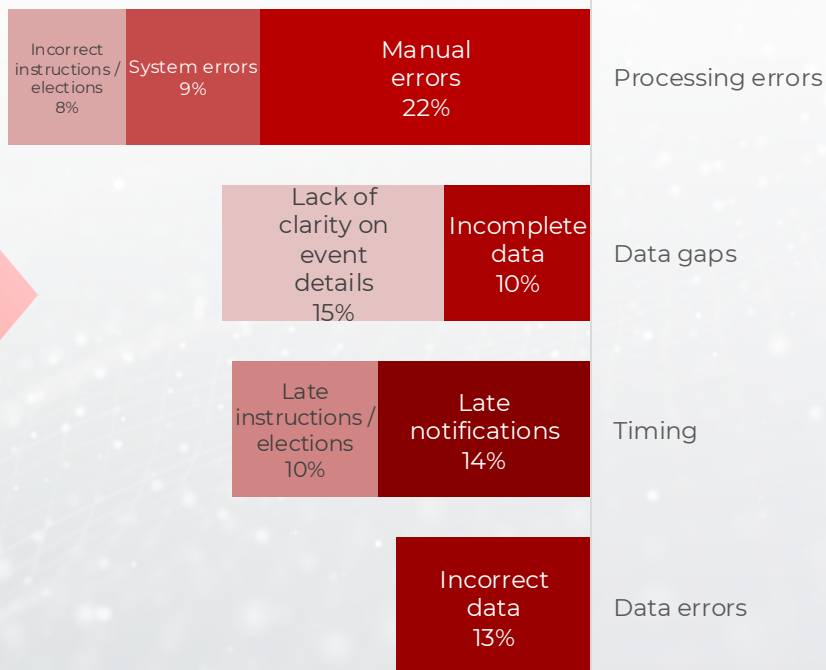 Incorrect
instructions /
elections
8%
System errors
9%
Manual
errors
22%
Processing errors
Lack of
clarity on
event
details
15%
Incomplete
data
10%
Data gaps
Late
instructions /
elections
10%
Late
notifications
14%
Timing
Incorrect
data
13%
Data errors